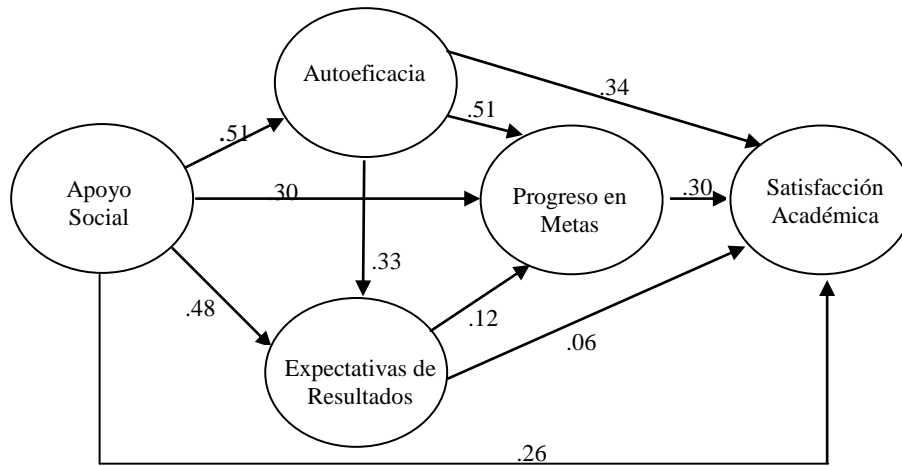 Autoeficacia
.34
.51
.51
Apoyo
Social
.30
Progreso en
Metas
.30
Satisfacción
Académica
.33
.48
.12
.06
Expectativas de
Resultados
.26